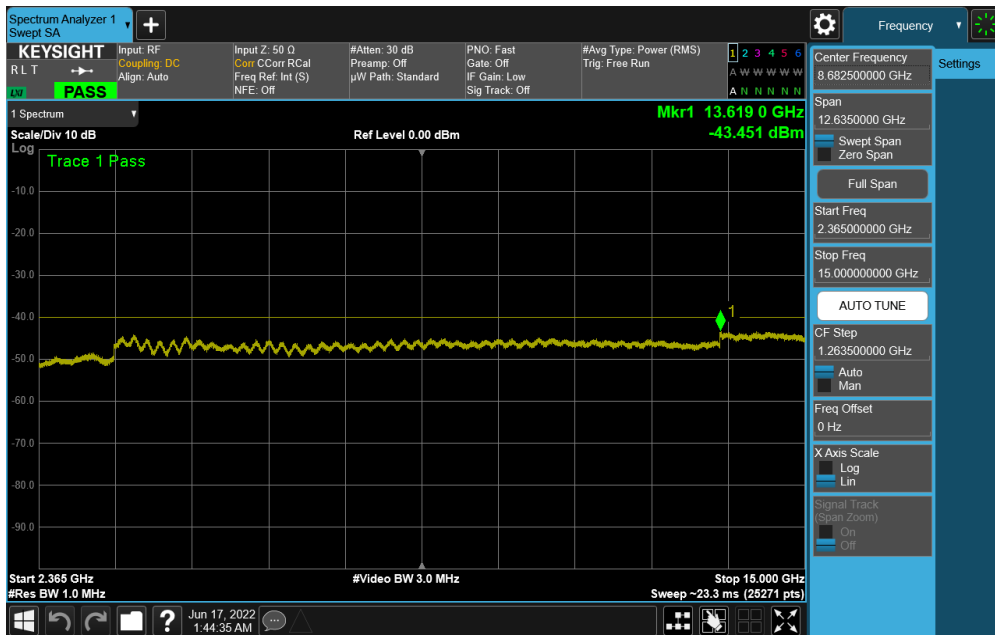 Spectrum Analyzer 1
Swept SA
+
Frequency
KEYSIGHT
R L T
LXI
PASS
Input: RF
Coupling: DC
Align: Auto
Input Z: 50 Ω
Corr CCorr RCal
Freq Ref: Int (S)
NFE: Off
#Atten: 30 dB
Preamp: Off
µW Path: Standard
PNO: Fast
Gate: Off
IF Gain: Low
Sig Track: Off
#Avg Type: Power (RMS)
Trig: Free Run
1 2 3 4 5 6
A W W W W W
A N N N N N
1 Spectrum
Scale/Div 10 dB
Log
Ref Level 0.00 dBm
Mkr1 13.619 0 GHz
-43.451 dBm
Trace 1 Pass
1
-10.0
-20.0
-30.0
-40.0
-50.0
-60.0
-70.0
-80.0
-90.0
Start 2.365 GHz
#Res BW 1.0 MHz
#Video BW 3.0 MHz
Stop 15.000 GHz
Sweep ~23.3 ms (25271 pts)
Center Frequency
8.682500000 GHz
Settings
Span
12.6350000 GHz
Swept Span
Zero Span
Full Span
Start Freq
2.365000000 GHz
Stop Freq
15.000000000 GHz
AUTO TUNE
CF Step
1.263500000 GHz
Auto
Man
Freq Offset
0 Hz
X Axis Scale
Log
Lin
Signal Track
(Span Zoom)
On
Off
?
Jun 17, 2022
1:44:35 AM